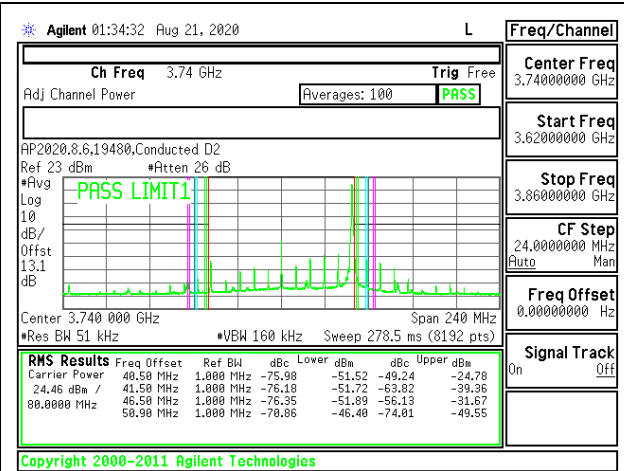 Agilent 01:34:32 Aug 21, 2020 L
Freq/Channel
Ch Freq 3.74 GHz Trig Free
Adj Channel Power Averages: 100 PASS
AP2020.8.6,19480,Conducted D2
Ref 23 dBm #Atten 26 dB
#Avg
Log
10
dB/
Offst
13.1
dB
PASS LIMIT1
Center 3.740 000 GHz Span 240 MHz
#Res BW 51 kHz #VBW 160 kHz Sweep 278.5 ms (8192 pts)
RMS Results Freq Offset Ref BW dBc Lower dBm dBc Upper dBm
Carrier Power 40.50 MHz 1.000 MHz -75.98 -51.52 -49.24 -24.78
24.46 dBm / 41.50 MHz 1.000 MHz -76.18 -51.72 -63.82 -39.36
80.0000 MHz 46.50 MHz 1.000 MHz -76.35 -51.89 -56.13 -31.67
50.90 MHz 1.000 MHz -70.86 -46.40 -74.01 -49.55
Copyright 2000-2011 Agilent Technologies
Center Freq
3.74000000 GHz
Start Freq
3.62000000 GHz
Stop Freq
3.86000000 GHz
CF Step
24.0000000 MHz
Auto Man
Freq Offset
0.00000000 Hz
Signal Track
On Off